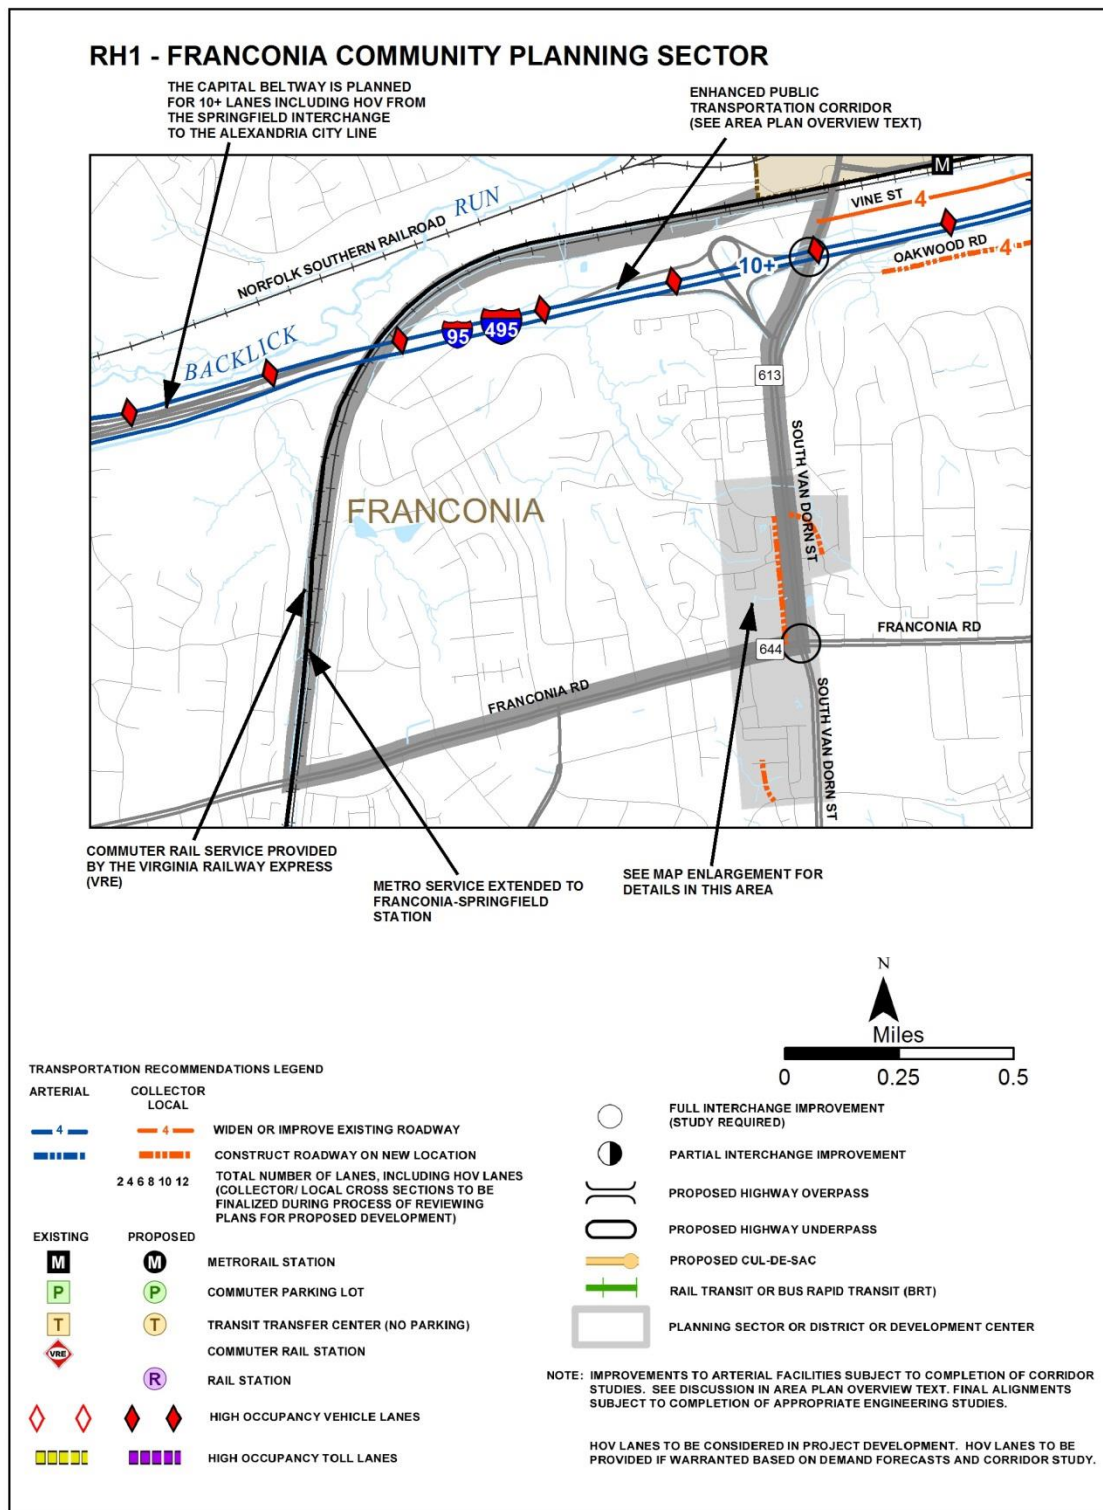 RH1 - FRANCONIA COMMUNITY PLANNING SECTOR
THE CAPITAL BELTWAY IS PLANNED
FOR 10+ LANES INCLUDING HOV FROM
THE SPRINGFIELD INTERCHANGE
TO THE ALEXANDRIA CITY LINE
ENHANCED PUBLIC
TRANSPORTATION CORRIDOR
(SEE AREA PLAN OVERVIEW TEXT)
M
VINE ST
4
RUN
NORFOLK SOUTHERN RAILROAD
OAKWOOD RD
4
10+
95
495
BACKLICK
613
SOUTH VAN DORN ST
FRANCONIA
FRANCONIA RD
644
FRANCONIA RD
SOUTH VAN DORN ST
COMMUTER RAIL SERVICE PROVIDED
BY THE VIRGINIA RAILWAY EXPRESS
(VRE)
METRO SERVICE EXTENDED TO
FRANCONIA-SPRINGFIELD
STATION
SEE MAP ENLARGEMENT FOR
DETAILS IN THIS AREA
N
Miles
0 0.25 0.5
TRANSPORTATION RECOMMENDATIONS LEGEND
ARTERIAL
COLLECTOR
LOCAL
4 4 WIDEN OR IMPROVE EXISTING ROADWAY
CONSTRUCT ROADWAY ON NEW LOCATION
2 4 6 8 10 12
TOTAL NUMBER OF LANES, INCLUDING HOV LANES
(COLLECTOR/ LOCAL CROSS SECTIONS TO BE
FINALIZED DURING PROCESS OF REVIEWING
PLANS FOR PROPOSED DEVELOPMENT)
EXISTING PROPOSED
M M METRORAIL STATION
P P COMMUTER PARKING LOT
T T TRANSIT TRANSFER CENTER (NO PARKING)
VRE COMMUTER RAIL STATION
R RAIL STATION
HIGH OCCUPANCY VEHICLE LANES
HIGH OCCUPANCY TOLL LANES
FULL INTERCHANGE IMPROVEMENT
(STUDY REQUIRED)
PARTIAL INTERCHANGE IMPROVEMENT
PROPOSED HIGHWAY OVERPASS
PROPOSED HIGHWAY UNDERPASS
PROPOSED CUL-DE-SAC
RAIL TRANSIT OR BUS RAPID TRANSIT (BRT)
PLANNING SECTOR OR DISTRICT OR DEVELOPMENT CENTER
NOTE: IMPROVEMENTS TO ARTERIAL FACILITIES SUBJECT TO COMPLETION OF CORRIDOR
STUDIES. SEE DISCUSSION IN AREA PLAN OVERVIEW TEXT. FINAL ALIGNMENTS
SUBJECT TO COMPLETION OF APPROPRIATE ENGINEERING STUDIES.
HOV LANES TO BE CONSIDERED IN PROJECT DEVELOPMENT. HOV LANES TO BE
PROVIDED IF WARRANTED BASED ON DEMAND FORECASTS AND CORRIDOR STUDY.